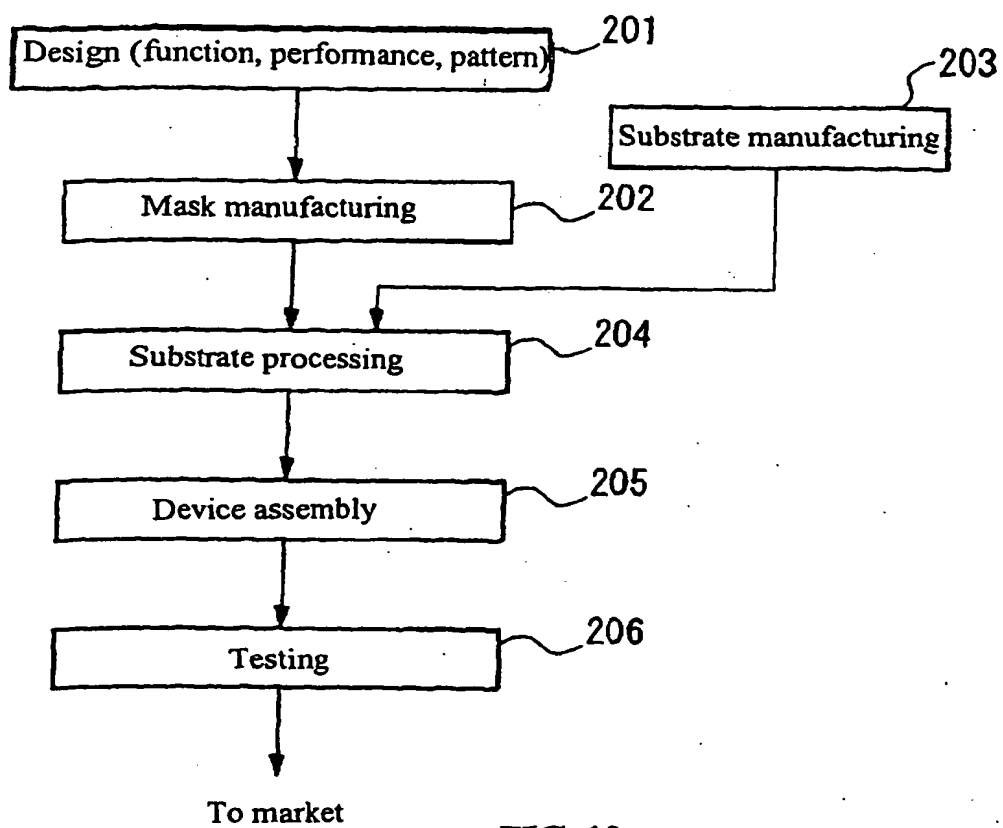 Design (function, performance, pattern)
201
203
Substrate manufacturing
Mask manufacturing
202
Substrate processing
204
Device assembly
205
Testing
206
To market